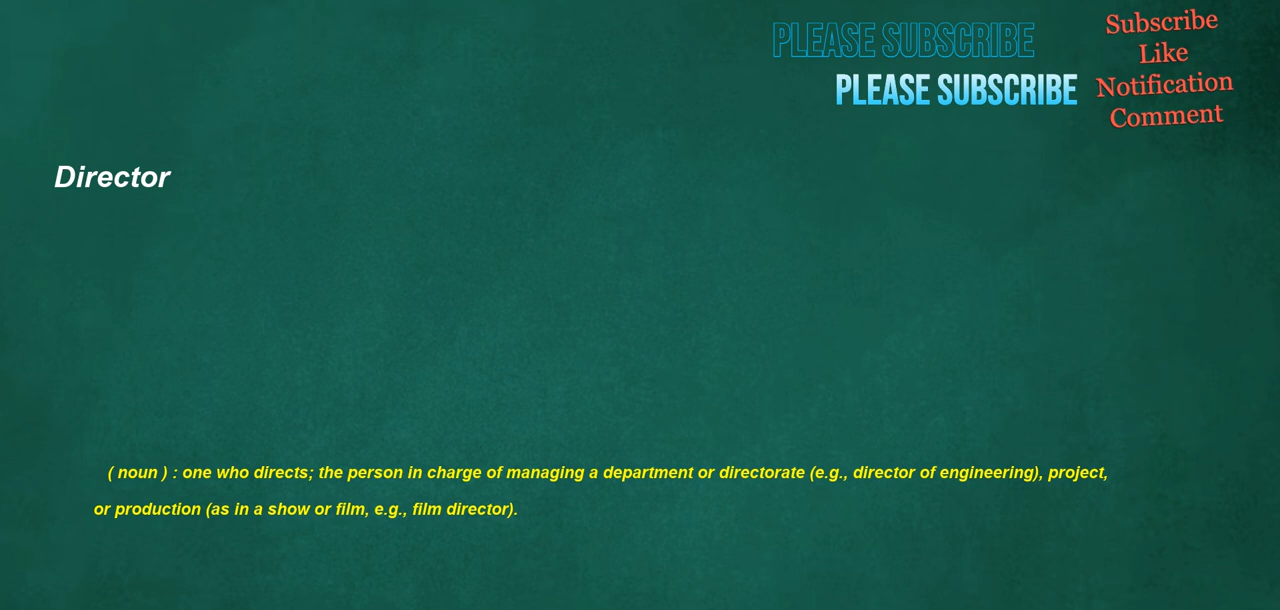 PLEASE SUBSCRIBE
PLEASE SUBSCRIBE
Subscribe
Like
Notification
Comment
Director
( noun ) : one who directs; the person in charge of managing a department or directorate (e.g., director of engineering), project,
or production (as in a show or film, e.g., film director).